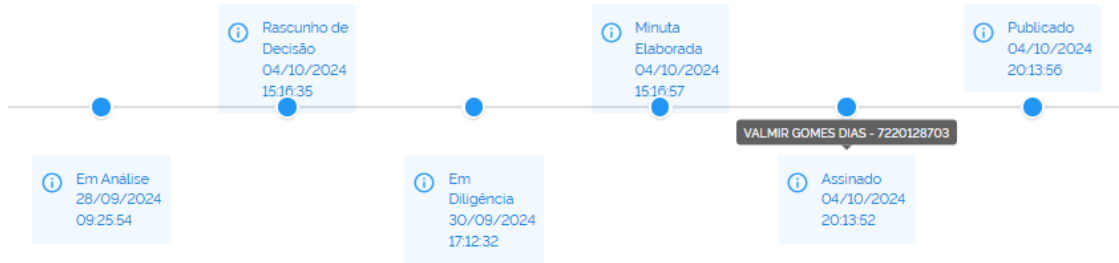 Rascunho de
Decisão
04/10/2024
15:16:35
Minuta
Elaborada
04/10/2024
15:16:57
Publicado
04/10/2024
20:13:56
VALMIR GOMES DIAS - 7220128703
Em Análise
28/09/2024
09:25:54
Em
Diligência
30/09/2024
17:12:32
Assinado
04/10/2024
20:13:52